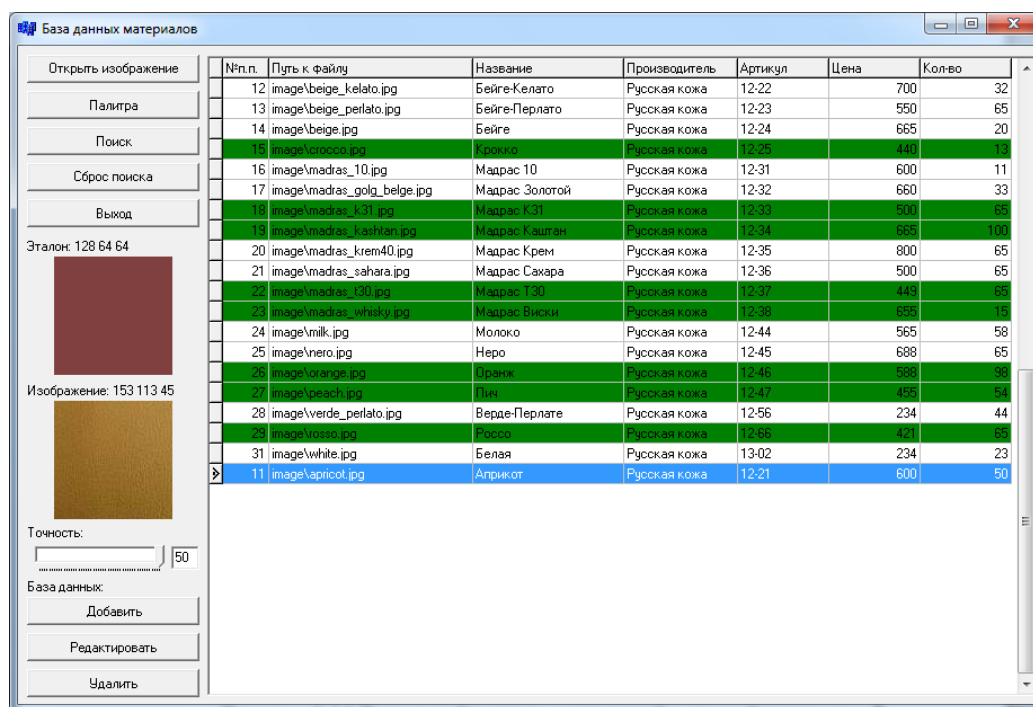 База данных материалов
Открыть изображение
Палитра
Поиск
Сброс поиска
Выход
Эталон: 128 64 64
Изображение: 153 113 45
Точность:
50
База данных:
Добавить
Редактировать
Удалить
№п.п. Путь к файлу Название Производитель Артикул Цена Кол-во
12 image\beige_kelato.jpg Бейге-Келато Русская кожа 12-22 700 32
13 image\beige_perlato.jpg Бейге-Перлато Русская кожа 12-23 550 65
14 image\beige.jpg Бейге Русская кожа 12-24 665 20
15 image\crocco.jpg Крокко Русская кожа 12-25 440 13
16 image\madras_10.jpg Мадрас 10 Русская кожа 12-31 600 11
17 image\madras_golg_belge.jpg Мадрас Золотой Русская кожа 12-32 660 33
18 image\madras_k31.jpg Мадрас К31 Русская кожа 12-33 500 65
19 image\madras_kashtan.jpg Мадрас Каштан Русская кожа 12-34 665 100
20 image\madras_krem40.jpg Мадрас Крем Русская кожа 12-35 800 65
21 image\madras_sahara.jpg Мадрас Сахара Русская кожа 12-36 500 65
22 image\madras_t30.jpg Мадрас Т30 Русская кожа 12-37 449 65
23 image\madras_whisky.jpg Мадрас Виски Русская кожа 12-38 655 15
24 image\milk.jpg Молоко Русская кожа 12-44 565 58
25 image\nero.jpg Неро Русская кожа 12-45 688 65
26 image\orange.jpg Оранж Русская кожа 12-46 588 98
27 image\peach.jpg Пич Русская кожа 12-47 455 54
28 image\verde_perlato.jpg Верде-Перлате Русская кожа 12-56 234 44
29 image\rosso.jpg Россо Русская кожа 12-66 421 65
31 image\white.jpg Белая Русская кожа 13-02 234 23
11 image\apricot.jpg Априкот Русская кожа 12-21 600 50